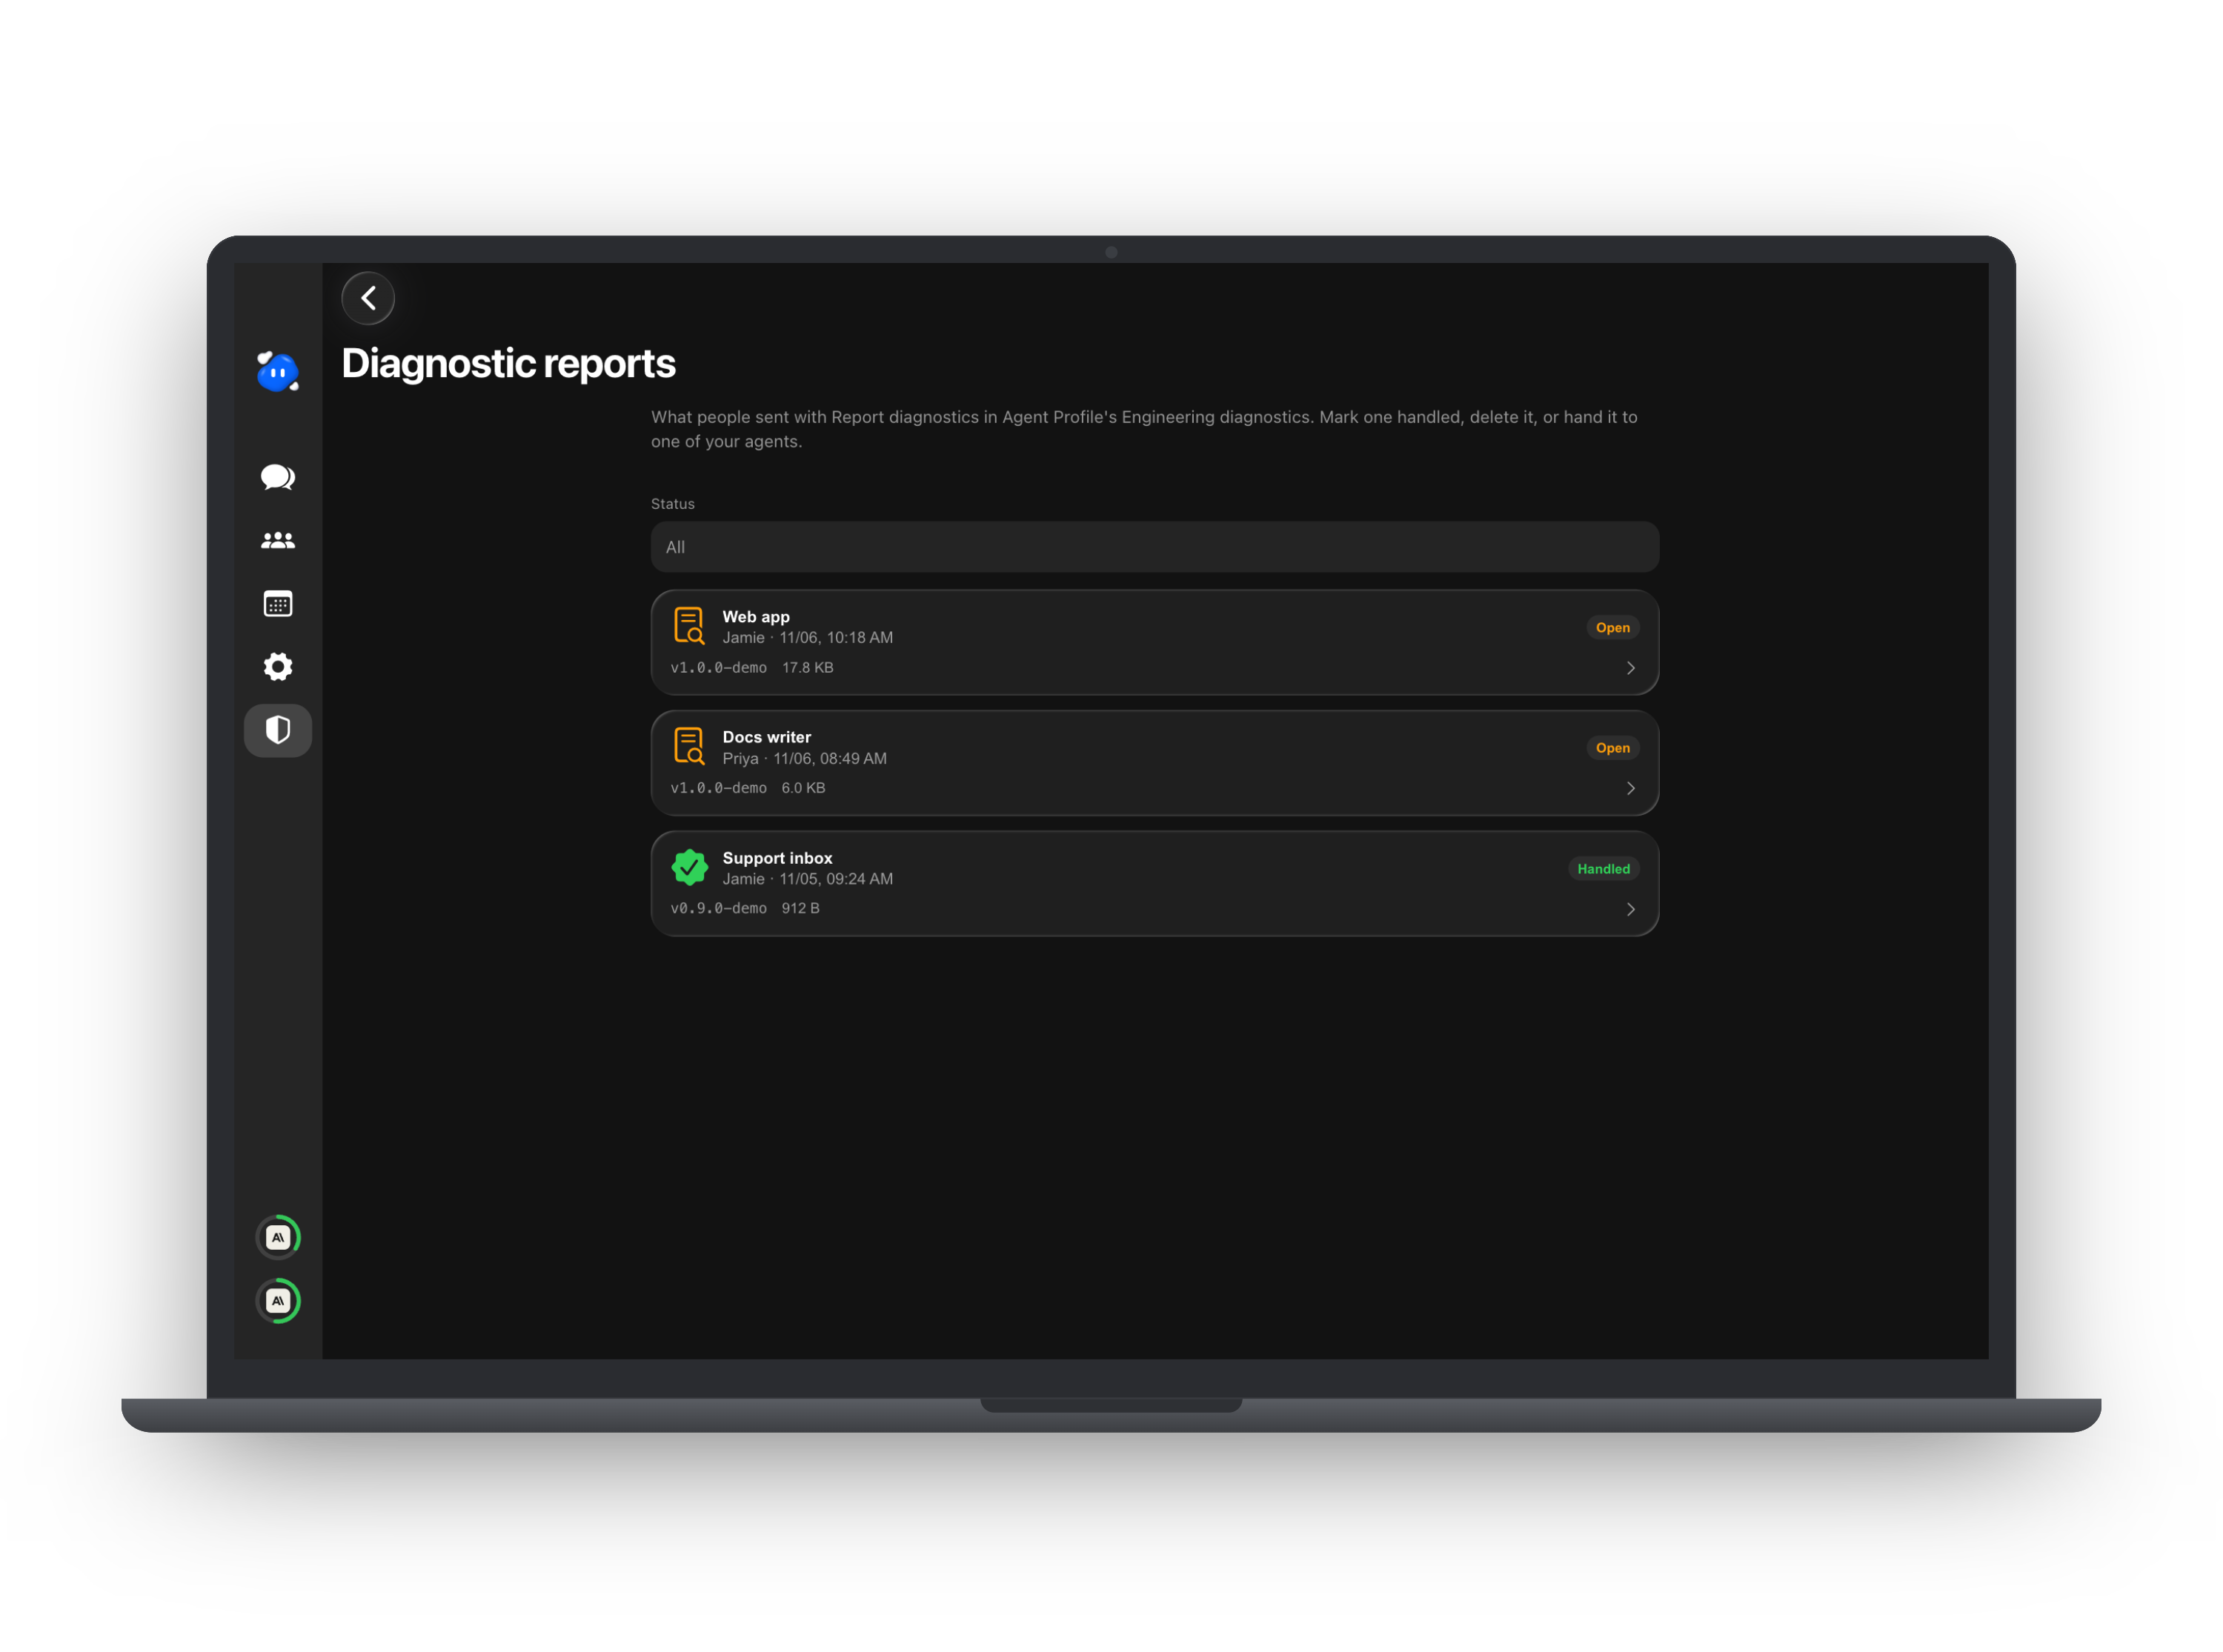 Diagnostic reports
What people sent with Report diagnostics in Agent Profile's Engineering diagnostics. Mark one handled, delete it, or hand it to
one of your agents.
Status
All
Web app
Jamie · 11/06, 10:18 AM
Open
v1.0.0-demo 17.8 KB
Docs writer
Priya · 11/06, 08:49 AM
Open
v1.0.0-demo 6.0 KB
Support inbox
Jamie · 11/05, 09:24 AM
Handled
v0.9.0-demo 912 B
A\
A\